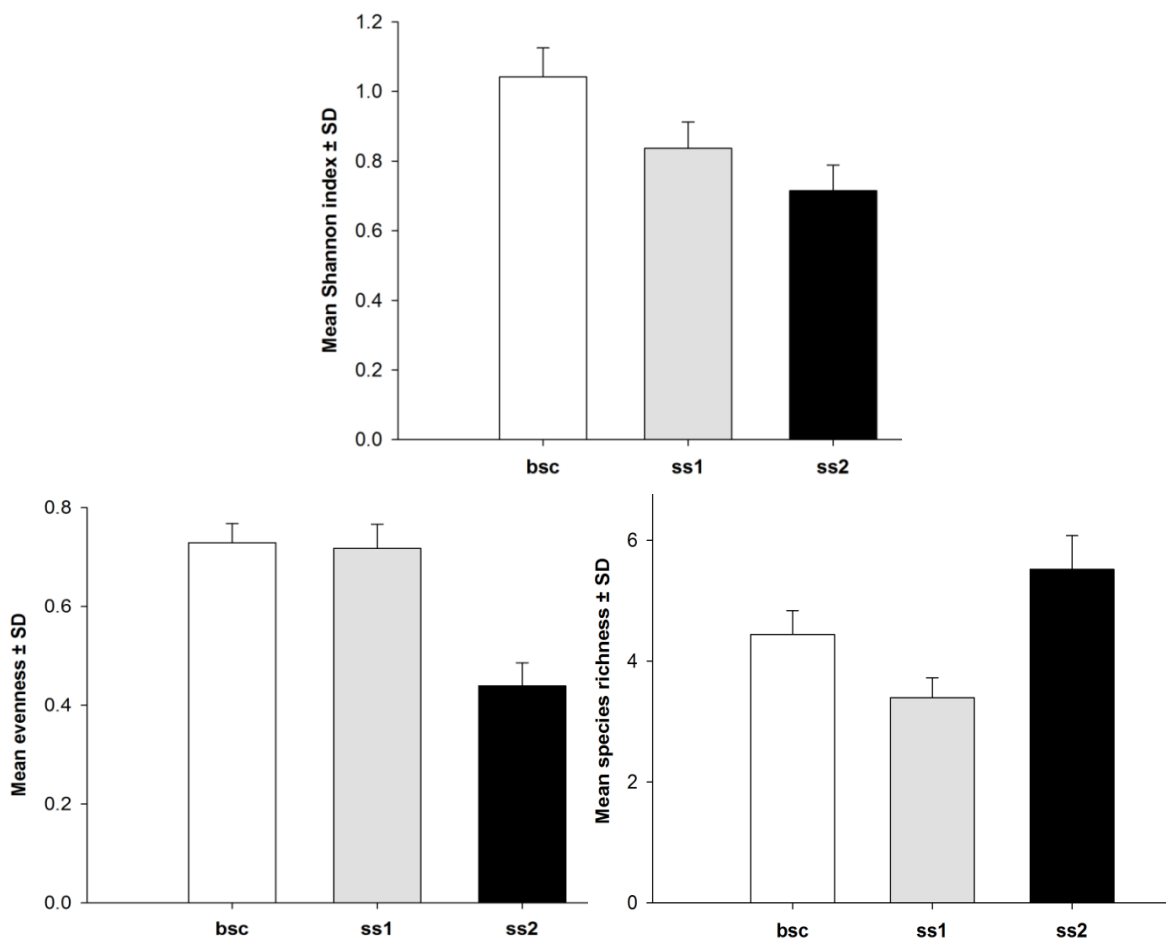 Mean Shannon index ± SD
1.2
1.0
0.8
0.6
0.4
0.2
0.0
bsc ss1 ss2
Mean evenness ± SD
0.8
0.6
0.4
0.2
0.0
bsc ss1 ss2
Mean species richness ± SD
6
4
2
0
bsc ss1 ss2